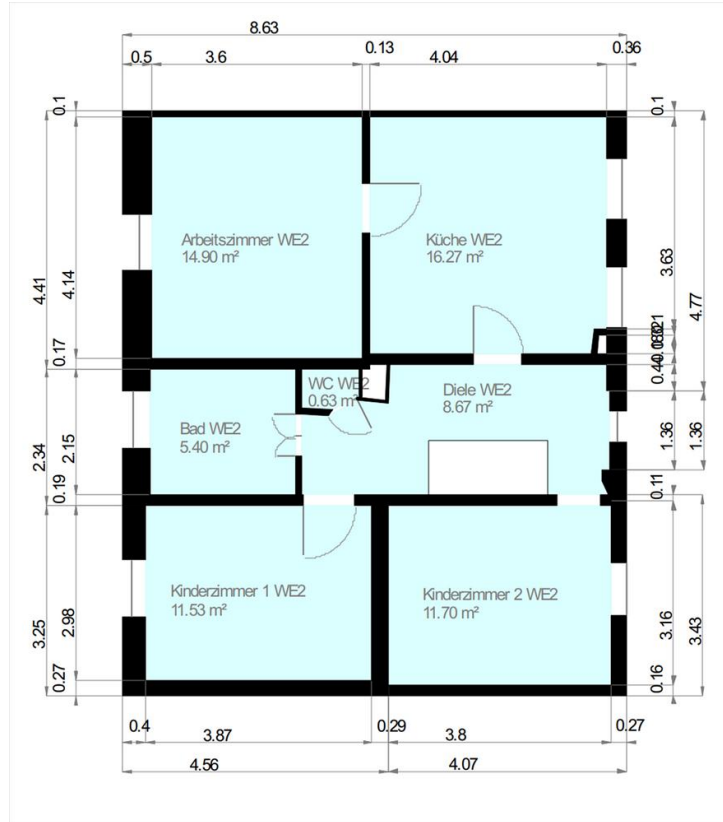 8.63
0.5 3.6 0.13 4.04 0.36
0.1 0.1
Arbeitszimmer WE2
14.90 m²
Küche WE2
16.27 m²
4.41 4.14 3.63 4.77
0.17 0.44
WC WE2
0.63 m²
Diele WE2
8.67 m²
Bad WE2
5.40 m²
2.34 2.15 1.36 1.36
0.19 0.11
Kinderzimmer 1 WE2
11.53 m²
Kinderzimmer 2 WE2
11.70 m²
3.25 2.98 3.16 3.43
0.27 0.16
0.4 3.87 0.29 3.8 0.27
4.56 4.07